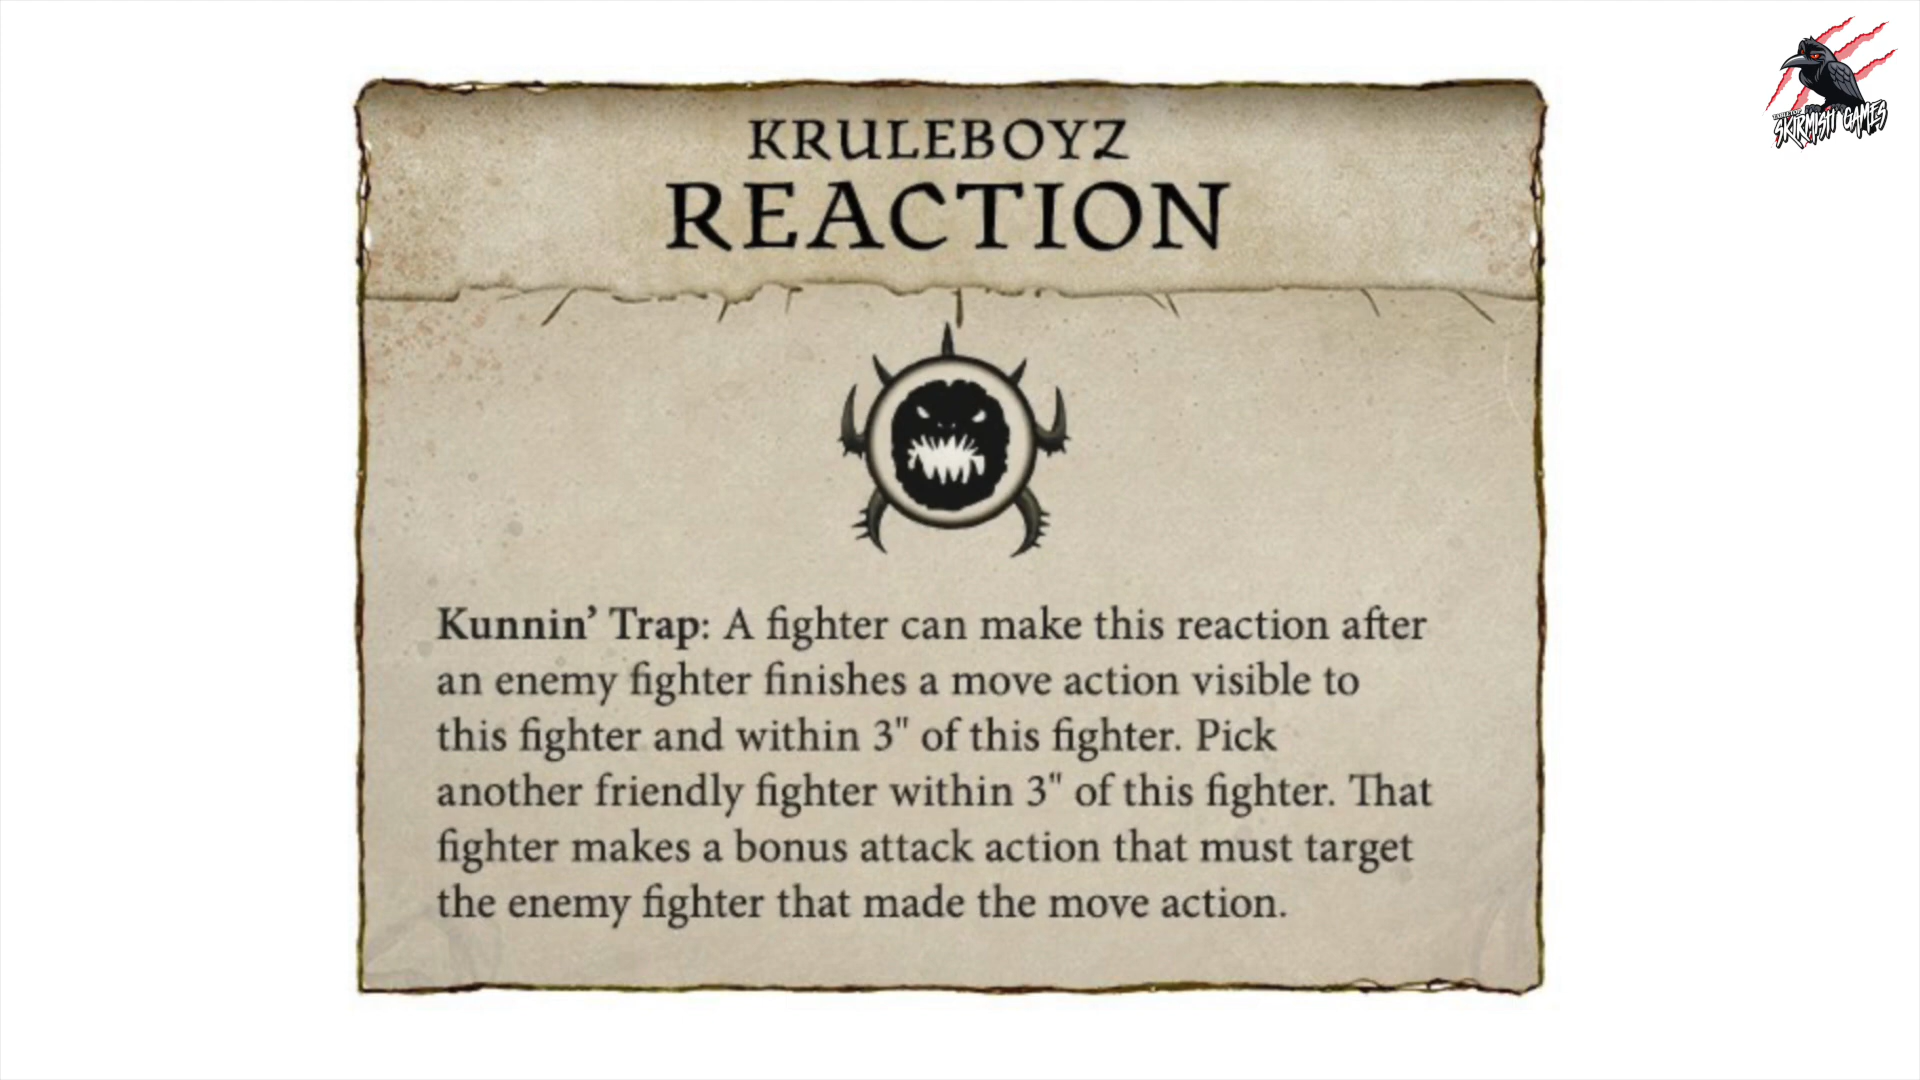 KRULEBOYZ
REACTION
Kunnin’ Trap: A fighter can make this reaction after
an enemy fighter finishes a move action visible to
this fighter and within 3" of this fighter. Pick
another friendly fighter within 3" of this fighter. That
fighter makes a bonus attack action that must target
the enemy fighter that made the move action.
SKIRMISH GAMES